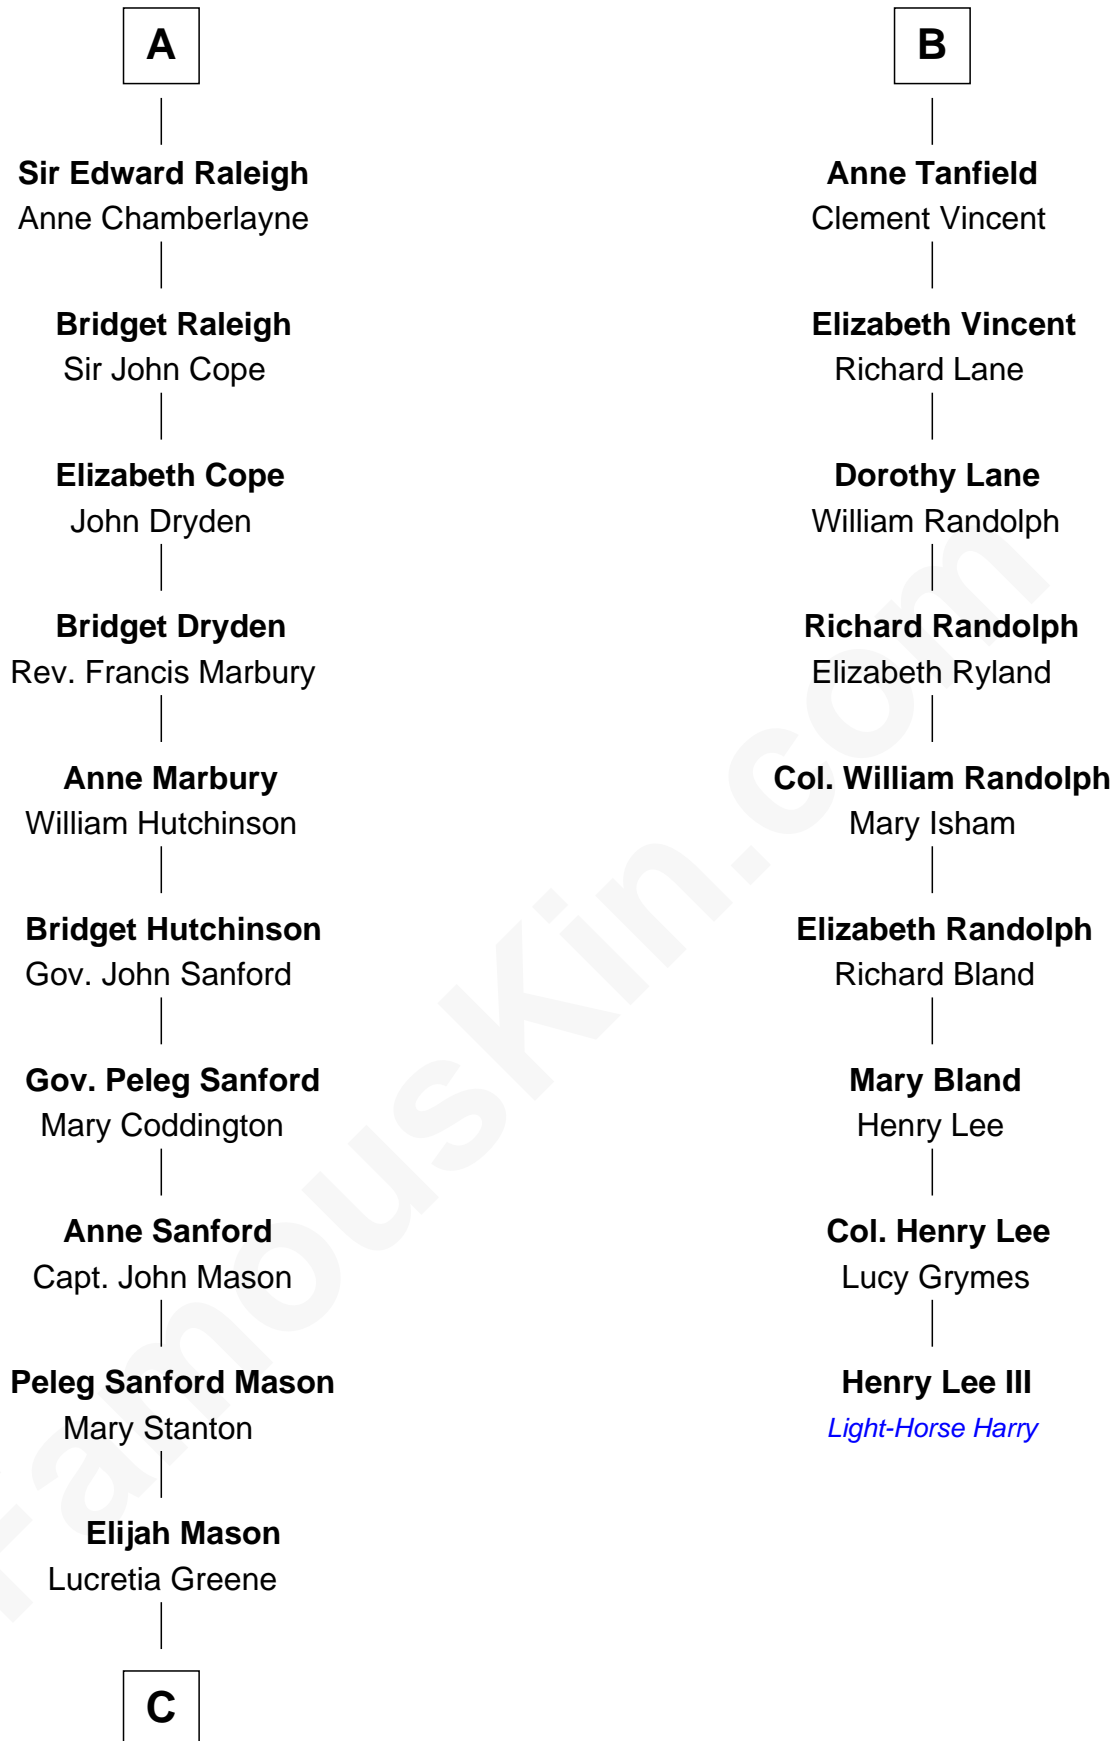 A
Sir Edward Raleigh
Anne Chamberlayne
Bridget Raleigh
Sir John Cope
Elizabeth Cope
John Dryden
Bridget Dryden
Rev. Francis Marbury
Anne Marbury
William Hutchinson
Bridget Hutchinson
Gov. John Sanford
Gov. Peleg Sanford
Mary Coddington
Anne Sanford
Capt. John Mason
Peleg Sanford Mason
Mary Stanton
Elijah Mason
Lucretia Greene
C
B
Anne Tanfield
Clement Vincent
Elizabeth Vincent
Richard Lane
Dorothy Lane
William Randolph
Richard Randolph
Elizabeth Ryland
Col. William Randolph
Mary Isham
Elizabeth Randolph
Richard Bland
Mary Bland
Henry Lee
Col. Henry Lee
Lucy Grymes
Henry Lee III
Light-Horse Harry
FamousKin.com